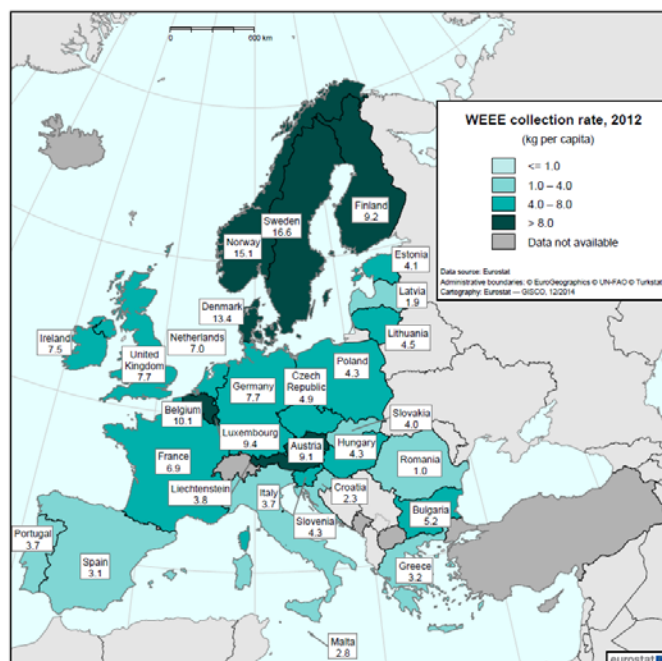 600 km
WEEE collection rate, 2012
(kg per capita)
<= 1.0
1.0 – 4.0
4.0 – 8.0
> 8.0
Data not available
Data source: Eurostat
Administrative boundaries: © EuroGeographics © UN-FAO © Turkstat
Cartography: Eurostat — GISCO, 12/2014
Finland
9.2
Sweden
16.6
Norway
15.1
Estonia
4.1
Latvia
1.9
Denmark
13.4
Lithuania
4.5
Ireland
7.5
Netherlands
7.0
United
Kingdom
7.7
Poland
4.3
Czech
Republic
4.9
Germany
7.7
Belgium
10.1
Slovakia
4.0
Luxembourg
9.4
Austria
9.1
Hungary
4.3
France
6.9
Romania
1.0
Liechtenstein
3.8
Croatia
2.3
Italy
3.7
Bulgaria
5.2
Portugal
3.7
Slovenia
4.3
Spain
3.1
Greece
3.2
Malta
2.8
eurostat